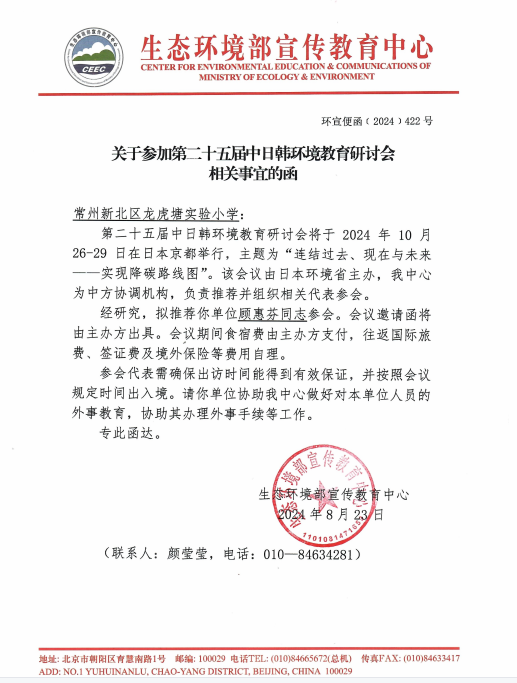 CEEC
生态环境部宣传教育中心
CENTER FOR ENVIRONMENTAL EDUCATION & COMMUNICATIONS OF
MINISTRY OF ECOLOGY & ENVIRONMENT
环宣便函﹝2024﹞422 号
关于参加第二十五届中日韩环境教育研讨会
相关事宜的函
常州新北区龙虎塘实验小学：
第二十五届中日韩环境教育研讨会将于 2024 年 10 月
26-29 日在日本京都举行，主题为“连结过去、现在与未来
——实现降碳路线图”。该会议由日本环境省主办，我中心
为中方协调机构，负责推荐并组织相关代表参会。
经研究，拟推荐你单位顾惠芬同志参会。会议邀请函将
由主办方出具。会议期间食宿费由主办方支付，往返国际旅
费、签证费及境外保险等费用自理。
参会代表需确保出访时间能得到有效保证，并按照会议
规定时间出入境。请你单位协助我中心做好对本单位人员的
外事教育，协助其办理外事手续等工作。
专此函达。
生态环境部宣传教育中心
生态环境部宣传教育中心
2024 年 8 月 23 日
（联系人：颜莹莹，电话：010—84634281）
地址: 北京市朝阳区育慧南路1号 邮编: 100029 电话TEL: (010)84665672(总机) 传真FAX: (010)84633417
ADD: NO.1 YUHUINANLU, CHAO-YANG DISTRICT, BEIJING, CHINA 100029